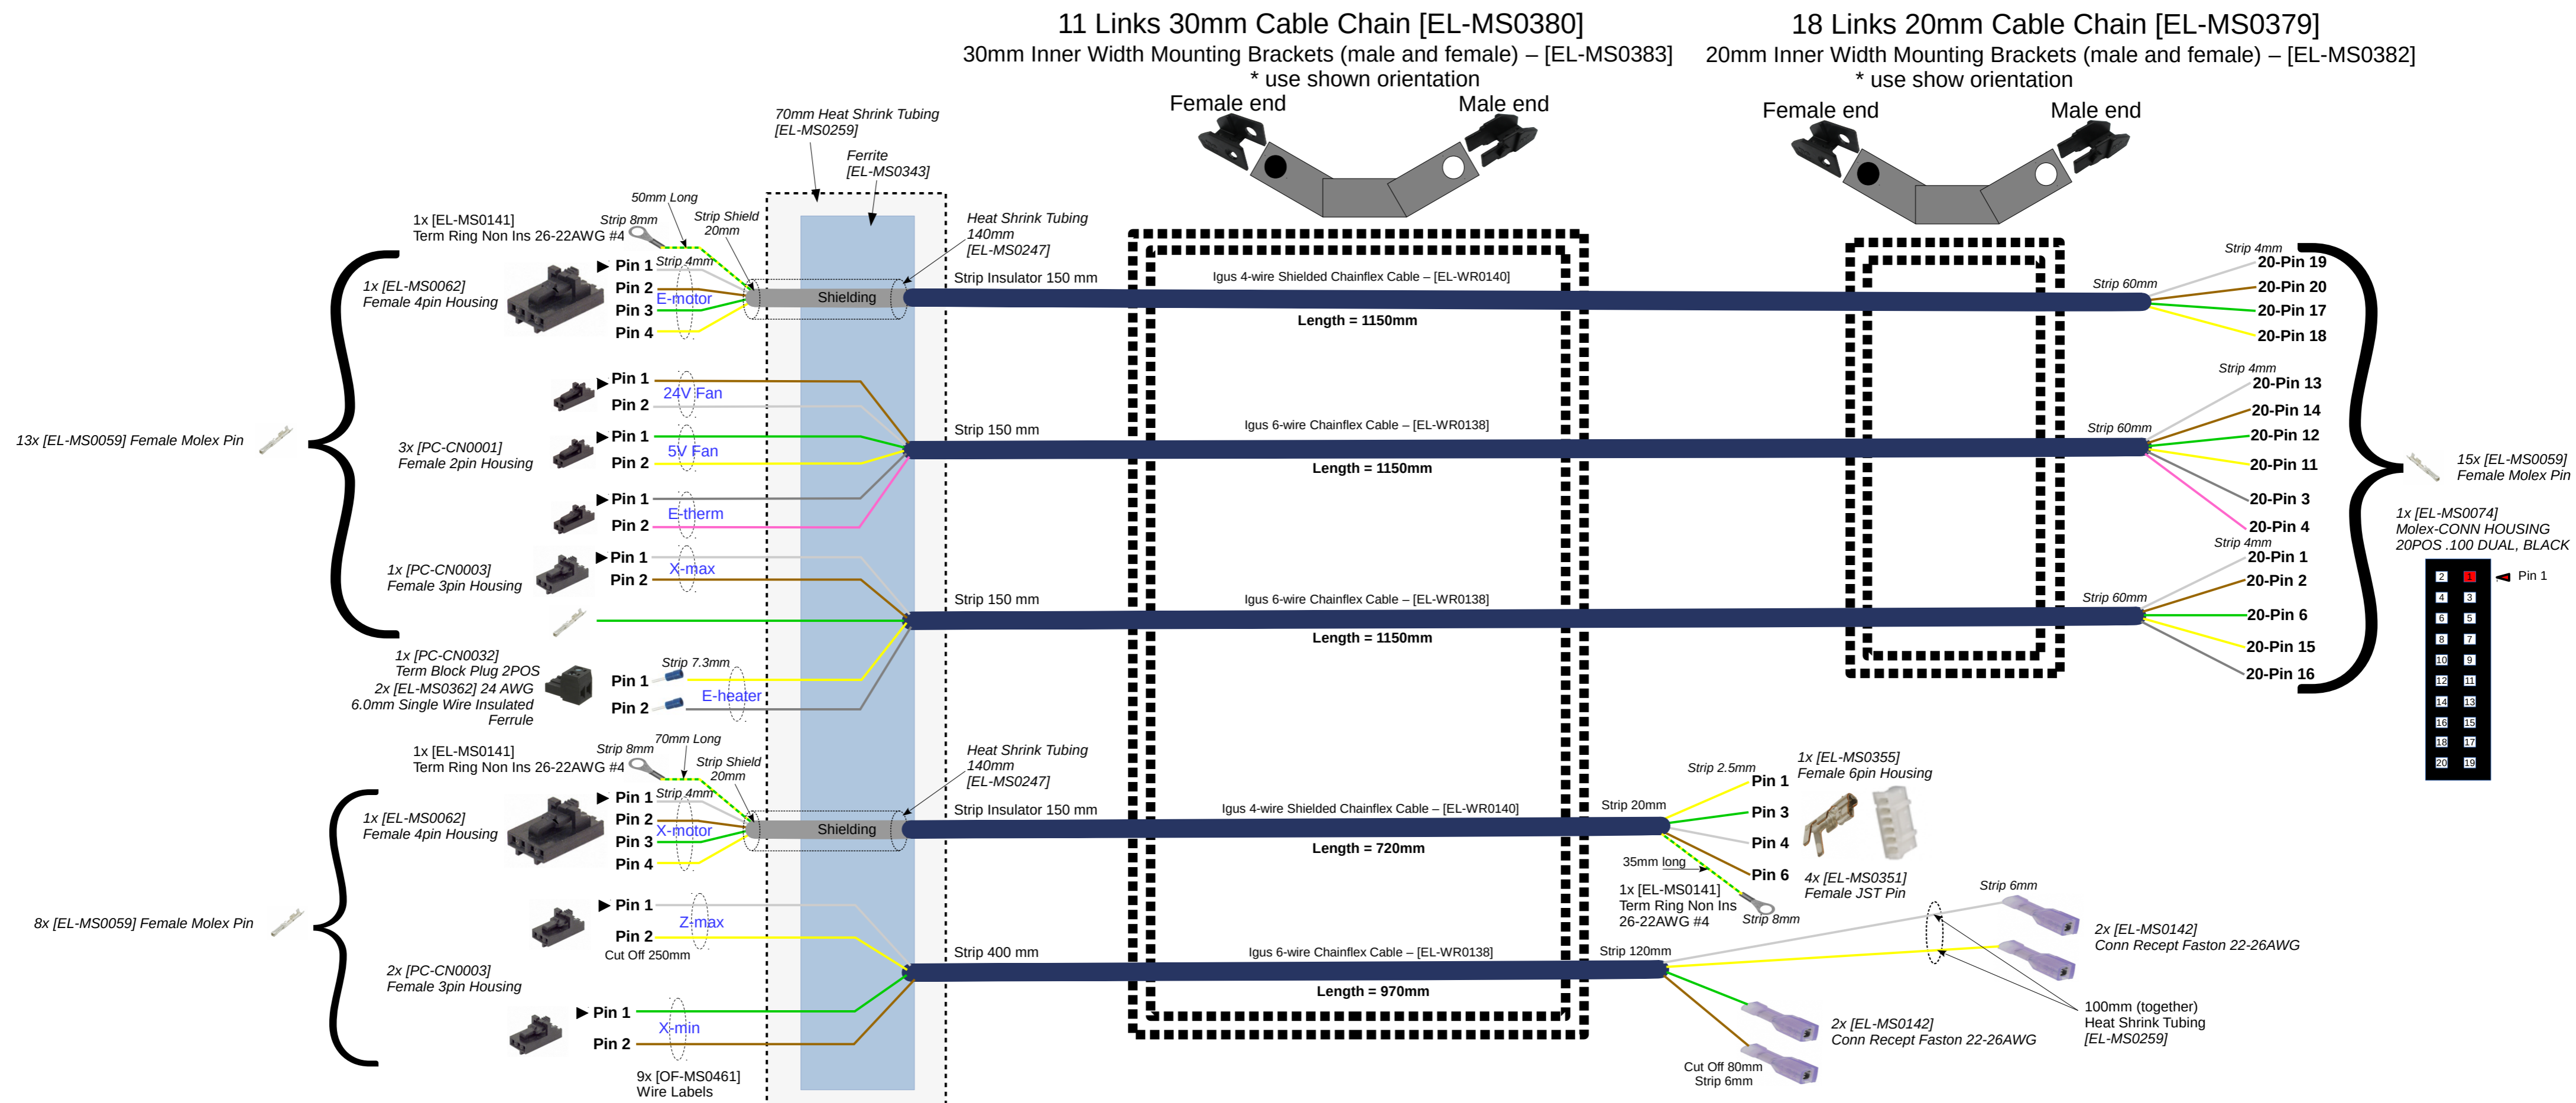 11 Links 30mm Cable Chain [EL-MS0380]
30mm Inner Width Mounting Brackets (male and female) – [EL-MS0383]
* use shown orientation
Female end
Male end
18 Links 20mm Cable Chain [EL-MS0379]
20mm Inner Width Mounting Brackets (male and female) – [EL-MS0382]
* use show orientation
Female end
Male end
70mm Heat Shrink Tubing
[EL-MS0259]
Ferrite
[EL-MS0343]
1x [EL-MS0141]
Term Ring Non Ins 26-22AWG #4
50mm Long
Strip 8mm
Strip Shield
20mm
Heat Shrink Tubing
140mm
[EL-MS0247]
1x [EL-MS0062]
Female 4pin Housing
Pin 1
Strip 4mm
Pin 2
E-motor
Pin 3
Pin 4
Shielding
Strip Insulator 150 mm
Igus 4-wire Shielded Chainflex Cable – [EL-WR0140]
Length = 1150mm
Strip 60mm
Strip 4mm
20-Pin 19
20-Pin 20
20-Pin 17
20-Pin 18
13x [EL-MS0059] Female Molex Pin
3x [PC-CN0001]
Female 2pin Housing
Pin 1
24V Fan
Pin 2
Pin 1
5V Fan
Pin 2
Pin 1
E-therm
Pin 2
Strip 150 mm
Igus 6-wire Chainflex Cable – [EL-WR0138]
Length = 1150mm
Strip 60mm
Strip 4mm
20-Pin 13
20-Pin 14
20-Pin 12
20-Pin 11
20-Pin 3
20-Pin 4
15x [EL-MS0059]
Female Molex Pin
1x [EL-MS0074]
Molex-CONN HOUSING
20POS .100 DUAL, BLACK
Pin 1
2 1
4 3
6 5
8 7
10 9
12 11
14 13
16 15
18 17
20 19
1x [PC-CN0003]
Female 3pin Housing
Pin 1
X-max
Pin 2
Strip 150 mm
Igus 6-wire Chainflex Cable – [EL-WR0138]
Length = 1150mm
Strip 60mm
Strip 4mm
20-Pin 1
20-Pin 2
20-Pin 6
20-Pin 15
20-Pin 16
1x [PC-CN0032]
Term Block Plug 2POS
2x [EL-MS0362] 24 AWG
6.0mm Single Wire Insulated
Ferrule
Strip 7.3mm
Pin 1
E-heater
Pin 2
1x [EL-MS0141]
Term Ring Non Ins 26-22AWG #4
70mm Long
Strip 8mm
Strip Shield
20mm
Heat Shrink Tubing
140mm
[EL-MS0247]
1x [EL-MS0062]
Female 4pin Housing
Pin 1
Strip 4mm
Pin 2
X-motor
Pin 3
Pin 4
Shielding
Strip Insulator 150 mm
Igus 4-wire Shielded Chainflex Cable – [EL-WR0140]
Length = 720mm
Strip 20mm
Strip 2.5mm
Pin 1
Pin 3
Pin 4
Pin 6
1x [EL-MS0355]
Female 6pin Housing
4x [EL-MS0351]
Female JST Pin
35mm long
1x [EL-MS0141]
Term Ring Non Ins
26-22AWG #4
Strip 8mm
8x [EL-MS0059] Female Molex Pin
2x [PC-CN0003]
Female 3pin Housing
Pin 1
Z-max
Pin 2
Cut Off 250mm
Pin 1
X-min
Pin 2
9x [OF-MS0461]
Wire Labels
Strip 400 mm
Igus 6-wire Chainflex Cable – [EL-WR0138]
Length = 970mm
Strip 120mm
Strip 6mm
2x [EL-MS0142]
Conn Recept Faston 22-26AWG
100mm (together)
Heat Shrink Tubing
[EL-MS0259]
2x [EL-MS0142]
Conn Recept Faston 22-26AWG
Cut Off 80mm
Strip 6mm